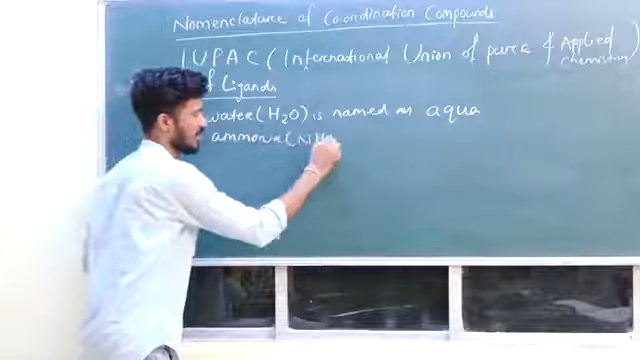 Nomenclature of Coordination Compounds
IUPAC (International Union of pure & Applied Chemistry)
of Ligands
water (H2O) is named as aqua
ammonia (NH